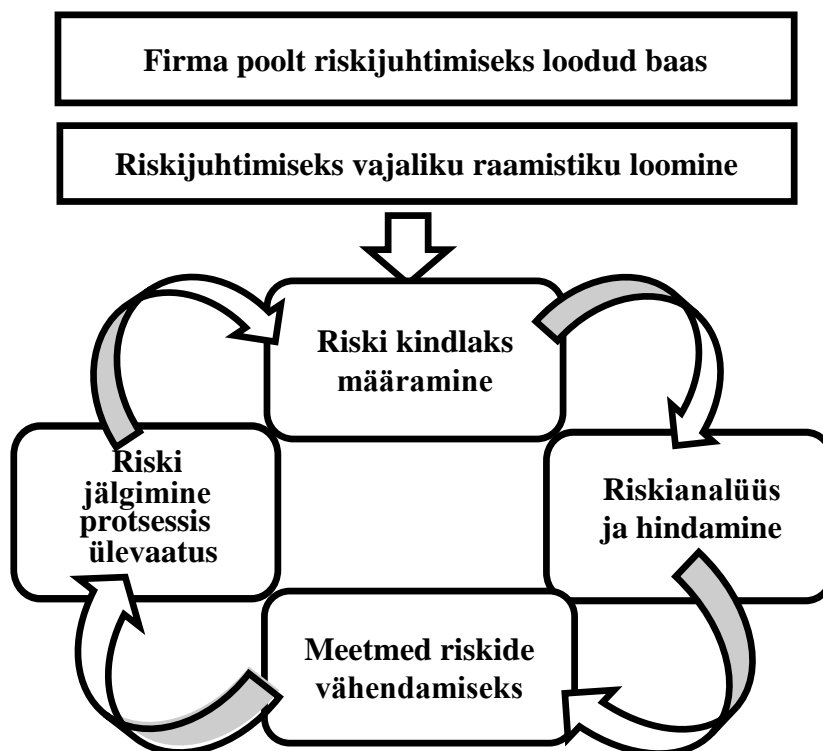 Firma poolt riskijuhtimiseks loodud baas
Riskijuhtimiseks vajaliku raamistiku loomine
Riski kindlaks
määramine
Riskianalüüs
ja hindamine
Meetmed riskide
vähendamiseks
Riski
jälgimine
protsessis
ülevaatus